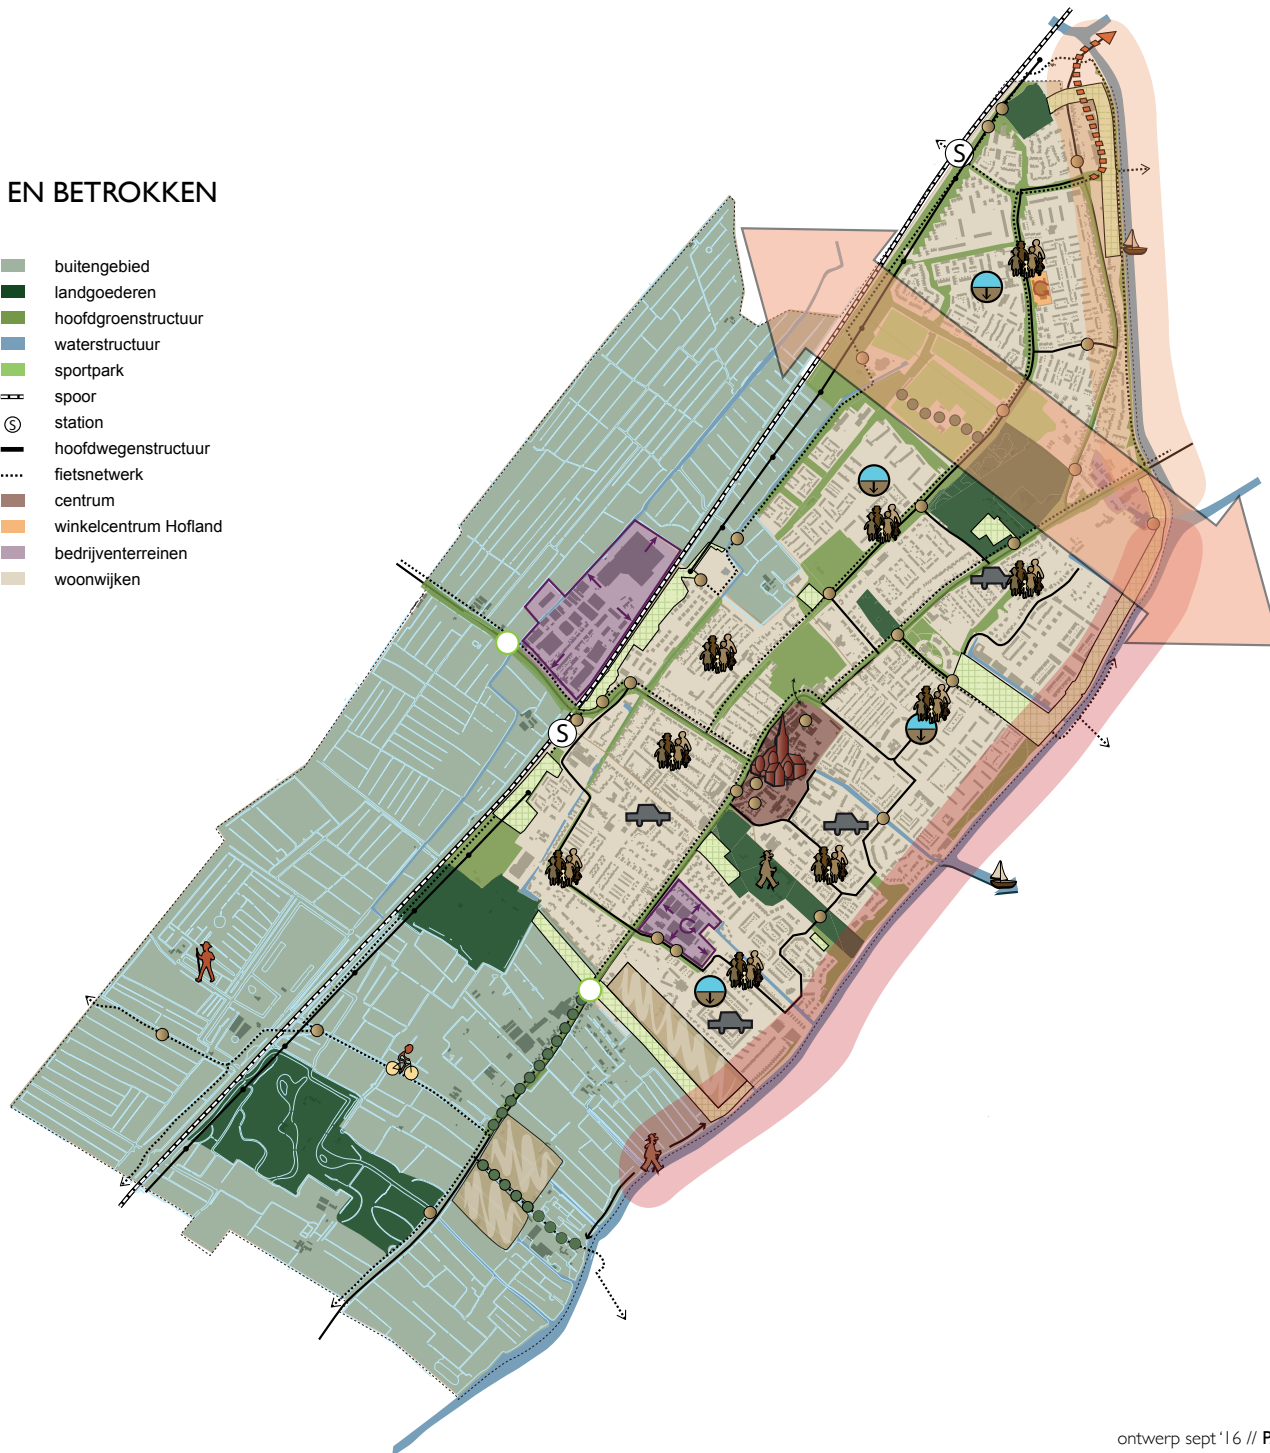 EN BETROKKEN
buitengebied
landgoederen
hoofdgroenstructuur
waterstructuur
sportpark
spoor
S station
hoofdwegenstructuur
fietsnetwerk
centrum
winkelcentrum Hofland
bedrijventerreinen
woonwijken
S
S
ontwerp sept '16 // P